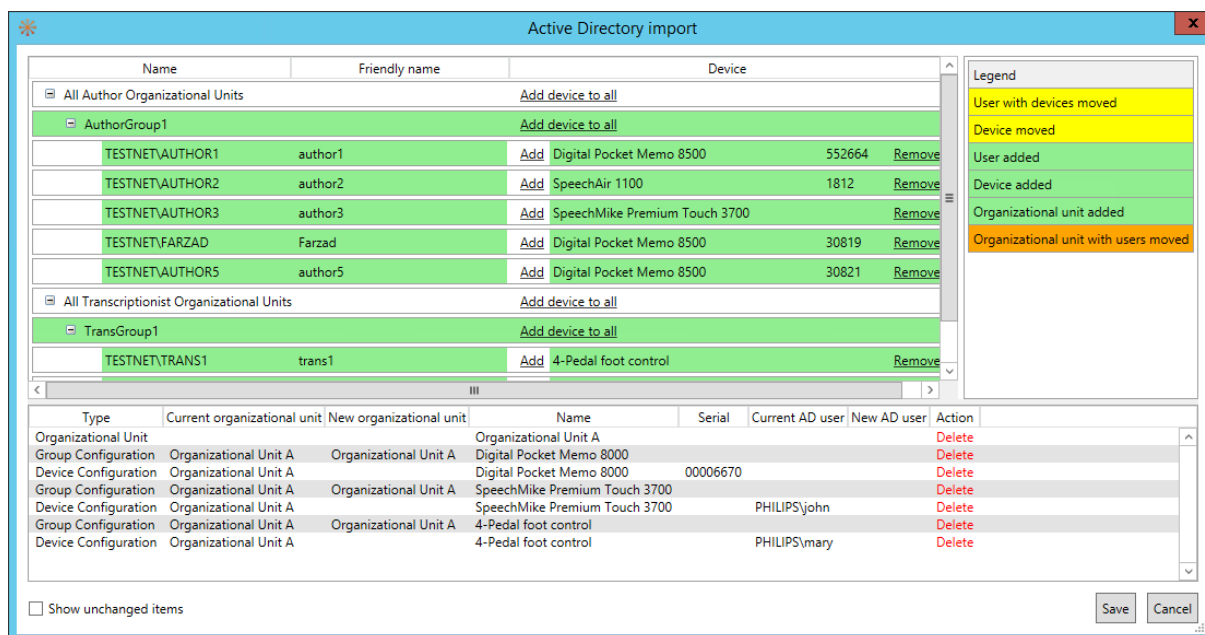 Active Directory import
x
Name Friendly name Device
All Author Organizational Units Add device to all
AuthorGroup1 Add device to all
TESTNET\AUTHOR1 author1 Add Digital Pocket Memo 8500 552664 Remove
TESTNET\AUTHOR2 author2 Add SpeechAir 1100 1812 Remove
TESTNET\AUTHOR3 author3 Add SpeechMike Premium Touch 3700 Remove
TESTNET\FARZAD Farzad Add Digital Pocket Memo 8500 30819 Remove
TESTNET\AUTHOR5 author5 Add Digital Pocket Memo 8500 30821 Remove
All Transcriptionist Organizational Units Add device to all
TransGroup1 Add device to all
TESTNET\TRANS1 trans1 Add 4-Pedal foot control Remove
Legend
User with devices moved
Device moved
User added
Device added
Organizational unit added
Organizational unit with users moved
Type Current organizational unit New organizational unit Name Serial Current AD user New AD user Action
Organizational Unit Organizational Unit A Delete
Group Configuration Organizational Unit A Organizational Unit A Digital Pocket Memo 8000 Delete
Device Configuration Organizational Unit A Digital Pocket Memo 8000 00006670 Delete
Group Configuration Organizational Unit A Organizational Unit A SpeechMike Premium Touch 3700 Delete
Device Configuration Organizational Unit A SpeechMike Premium Touch 3700 PHILIPS\john Delete
Group Configuration Organizational Unit A Organizational Unit A 4-Pedal foot control Delete
Device Configuration Organizational Unit A 4-Pedal foot control PHILIPS\mary Delete
Show unchanged items
Save Cancel